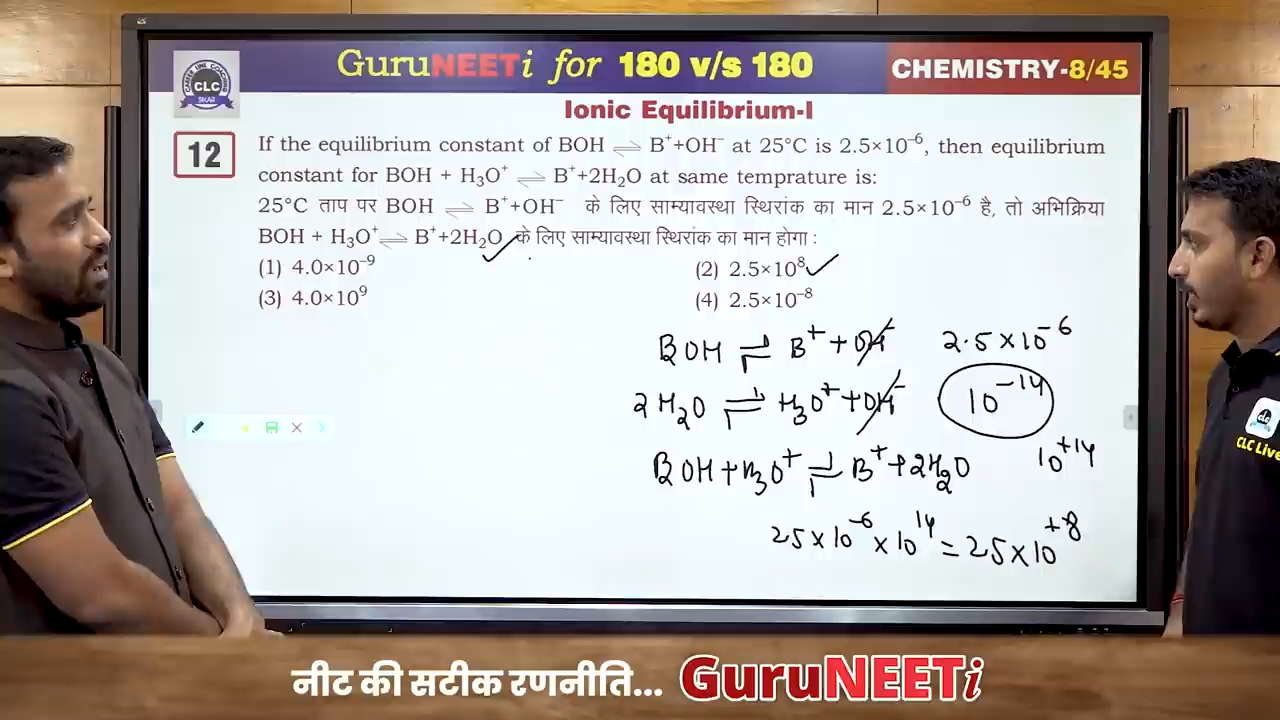 GuruNEETi for 180 v/s 180
CHEMISTRY-8/45
CAREER LINE COACHING
CLC
SIKAR
Ionic Equilibrium-I
12
If the equilibrium constant of BOH ⇌ B⁺+OH⁻ at 25°C is 2.5×10⁻⁶, then equilibrium
constant for BOH + H₃O⁺ ⇌ B⁺+2H₂O at same temprature is:
25°C ताप पर BOH ⇌ B⁺+OH⁻ के लिए साम्यावस्था स्थिरांक का मान 2.5×10⁻⁶ है, तो अभिक्रिया
BOH + H₃O⁺ ⇌ B⁺+2H₂O के लिए साम्यावस्था स्थिरांक का मान होगा :
(1) 4.0×10⁻⁹ (2) 2.5×10⁸
(3) 4.0×10⁹ (4) 2.5×10⁻⁸
BOH ⇌ B⁺ + OH⁻ 2.5×10⁻⁶
2H₂O ⇌ H₃O⁺ + OH⁻ 10⁻¹⁴
BOH + H₃O⁺ ⇌ B⁺ + 2H₂O 10⁺¹⁴
25×10⁻⁶ × 10¹⁴ = 25×10⁺⁸
CLC
CLC Live
नीट की सटीक रणनीति... GuruNEETi